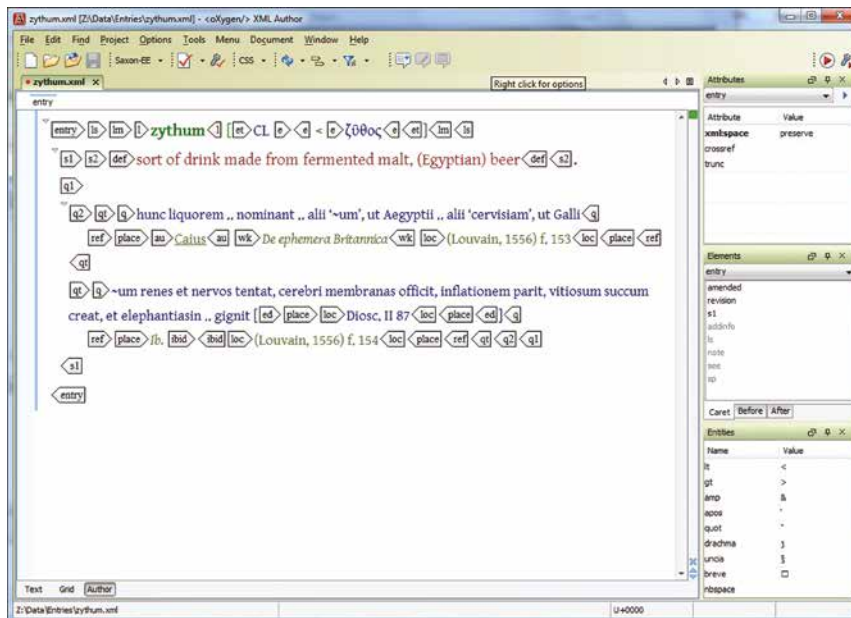 zythum.xml [Z:\Data\Entries\zythum.xml] - <oXygen/> XML Author
File Edit Find Project Options Tools Menu Document Window Help
Saxon-EE CSS
zythum.xml × Right click for options
entry
entry ls lm l zythum l [et CL e e < e ζῦθος e et] lm ls
s1 s2 def sort of drink made from fermented malt, (Egyptian) beer def s2.
q1
q2 qt q hunc liquorem .. nominant .. alii ‘~um’, ut Aegyptii .. alii ‘cervisiam’, ut Galli q
ref place au Caius au wk De ephemera Britannica wk loc (Louvain, 1556) f. 153 loc place ref
qt
qt q ~um renes et nervos tentat, cerebri membranas officit, inflationem parit, vitiosum succum
creat, et elephantiasin .. gignit [ed place loc Diosc. II 87 loc place ed] q
ref place Ib. ibid ibid loc (Louvain, 1556) f. 154 loc place ref qt q2 q1
s1
entry
Text Grid Author
Z:\Data\Entries\zythum.xml U+0000
Attributes
entry
Attribute Value
xml:space preserve
crossref
trunc
Elements
entry
amended
revision
s1
addinfo
ls
note
see
sp
Caret Before After
Entities
Name Value
lt <
gt >
amp &
apos '
quot "
drachma
uncia
breve
nbspace